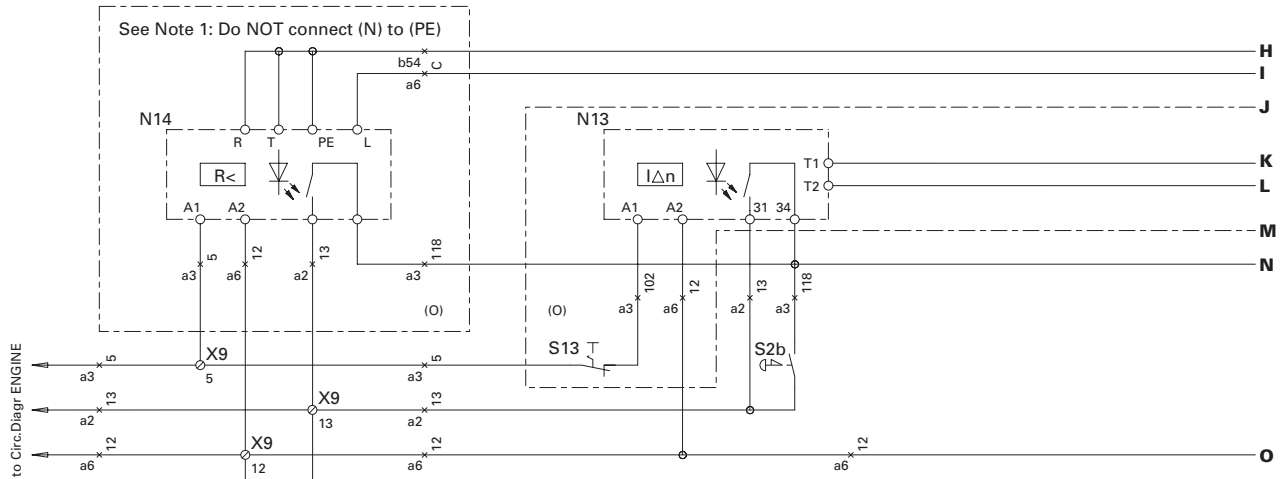 See Note 1: Do NOT connect (N) to (PE)
H
b54
C
I
a6
J
N14
N13
R T PE L
K
T1
R<
I△n
L
T2
A1 A2
A1 A2 31 34
M
5
12
13
118
N
a3
a6
a2
a3
102
12
13
118
(O)
(O)
a3
a6
a2
a3
S13
S2b
X9
5
5
a3
5
a3
X9
13
13
a2
13
a2
X9
12
12
12
O
a6
12
a6
a6
to Circ.Diagr ENGINE